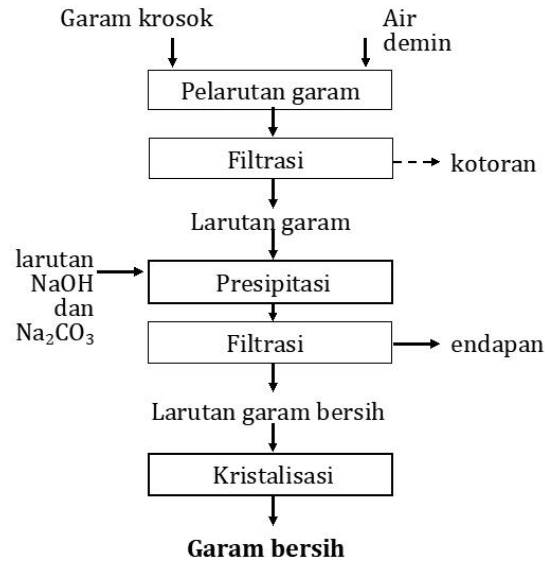 Garam krosok
Air
demin
Pelarutan garam
Filtrasi
kotoran
Larutan garam
larutan
NaOH
dan
Na₂CO₃
Presipitasi
Filtrasi
endapan
Larutan garam bersih
Kristalisasi
Garam bersih